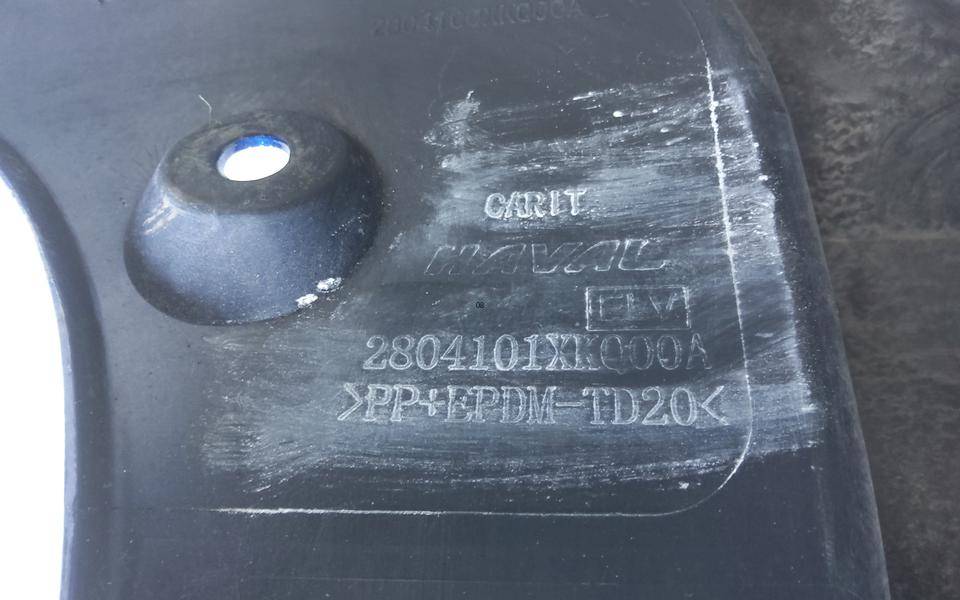 CARIT
HAVAL
ELV
2804101XKQ00A
>PP+EPDM-TD20<